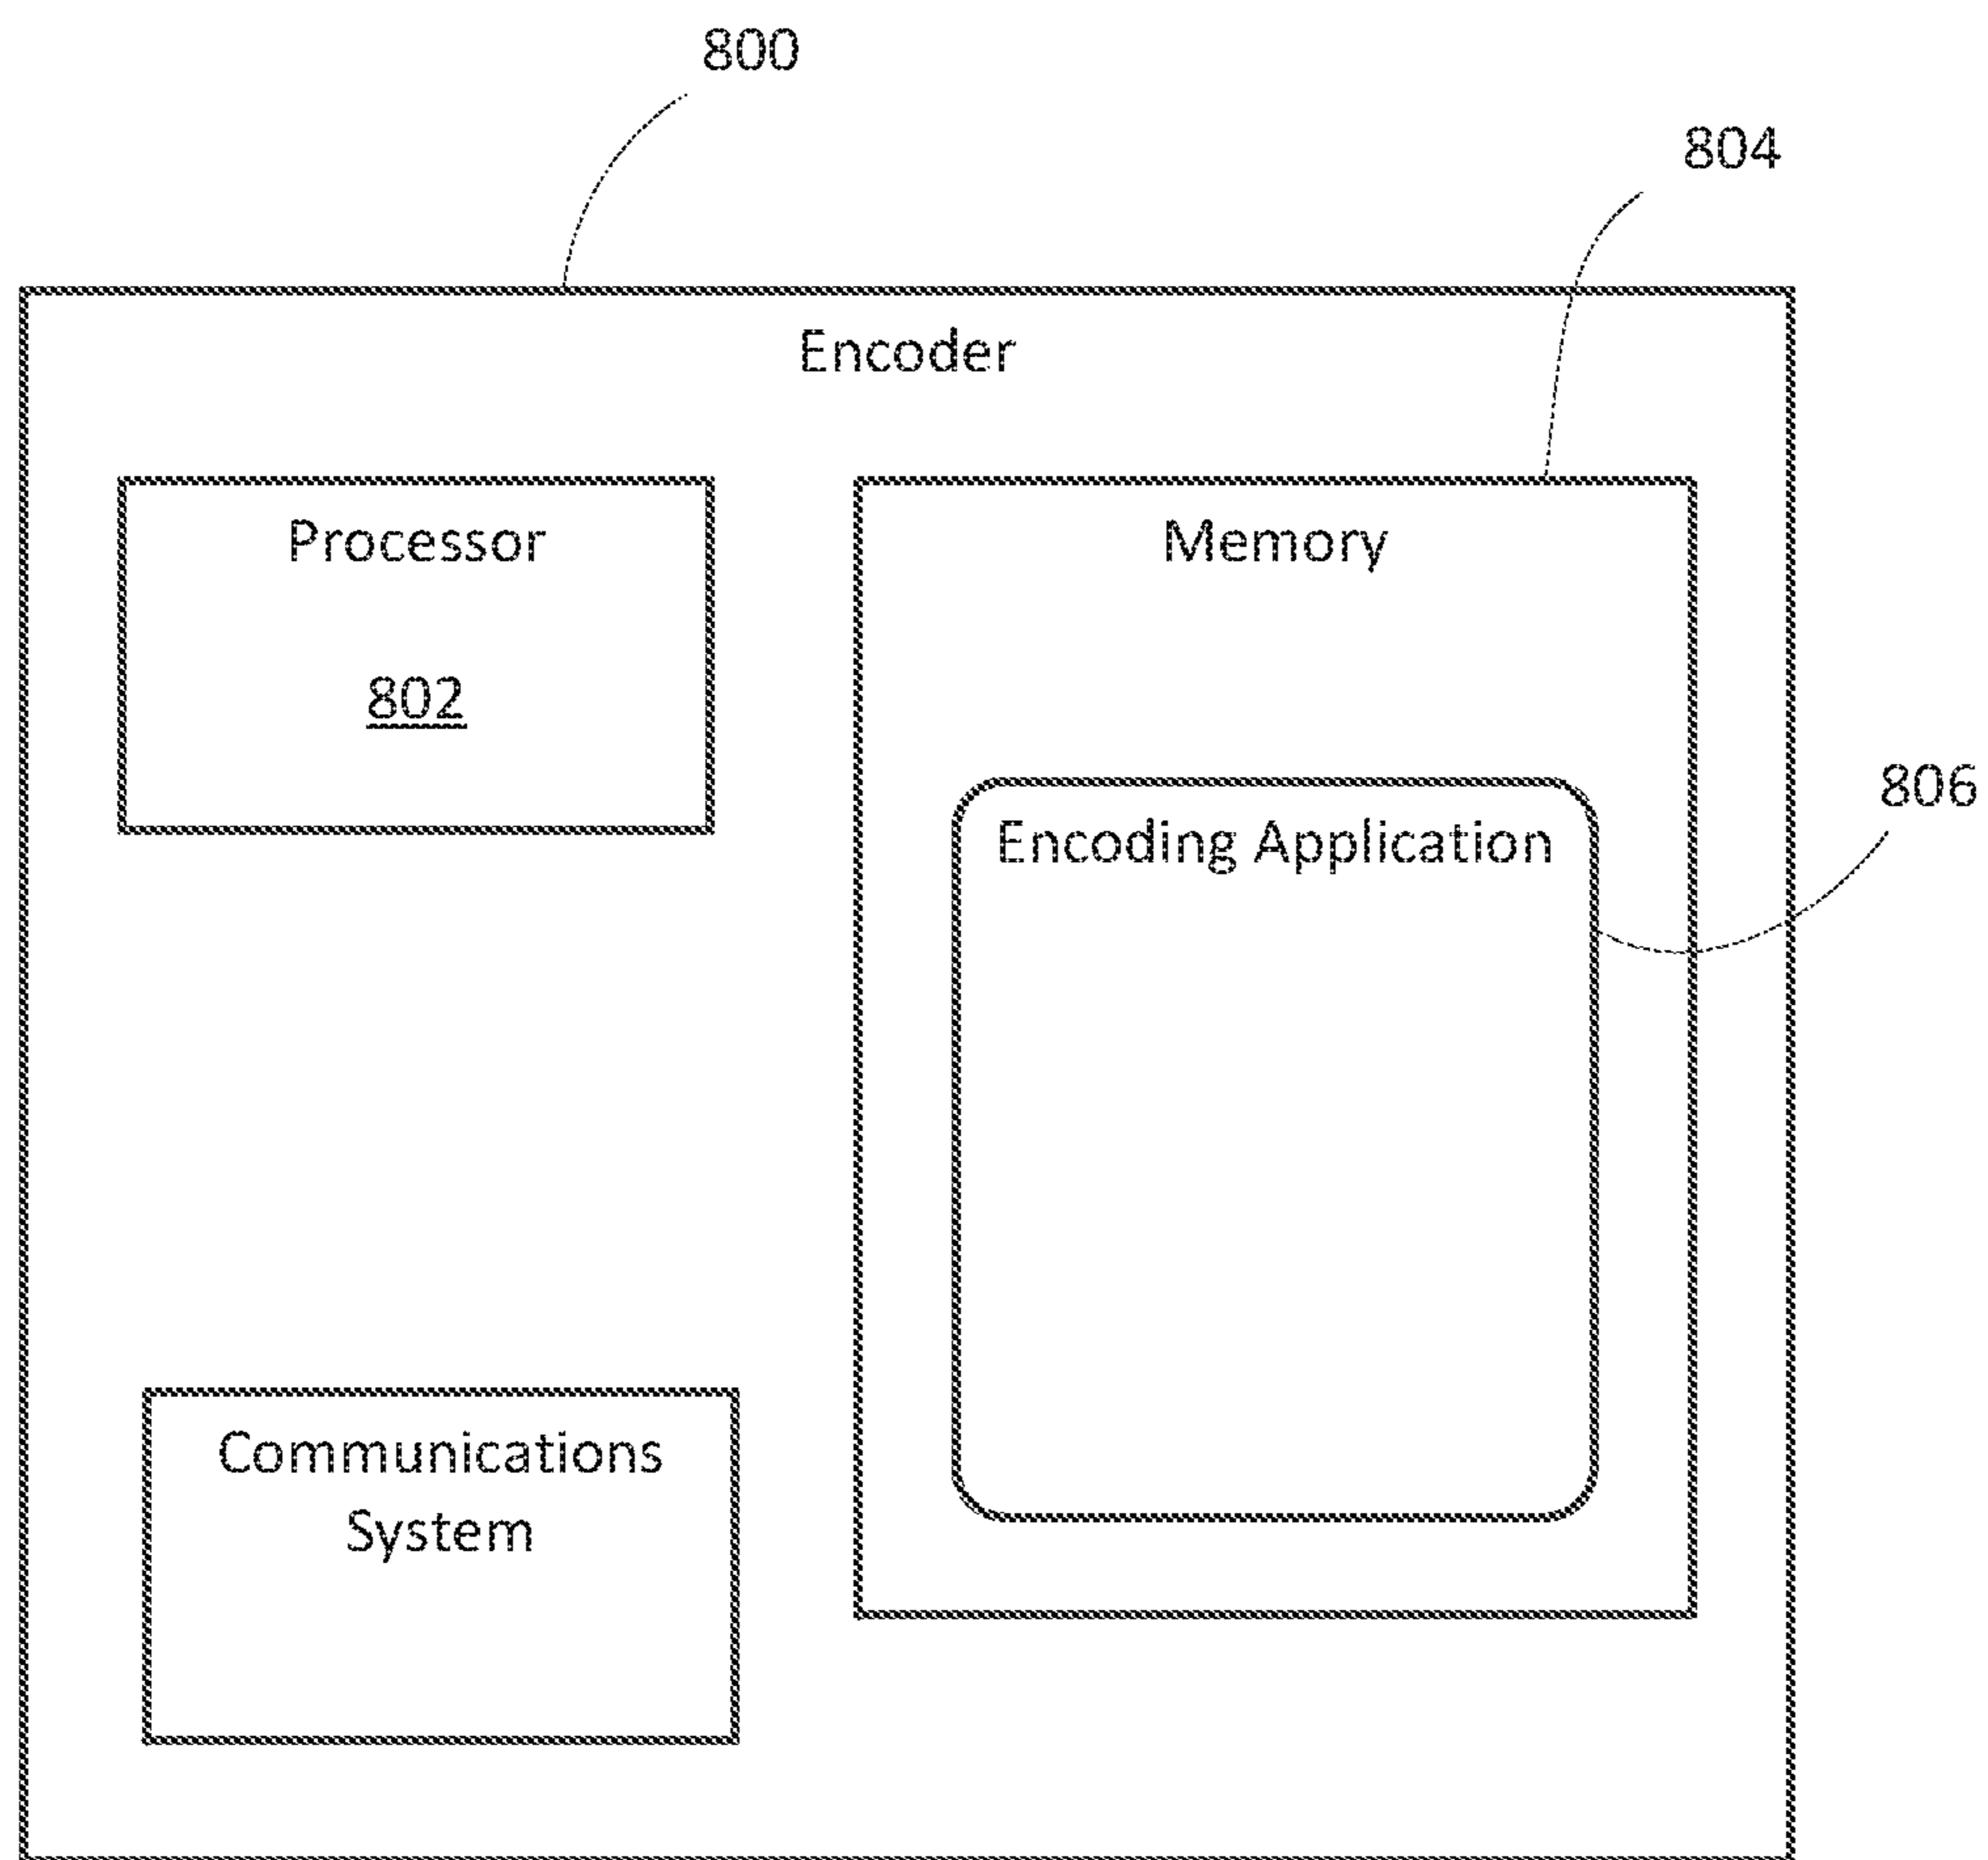 800
804
Encoder
Processor
802
Memory
Encoding Application
806
Communications
System